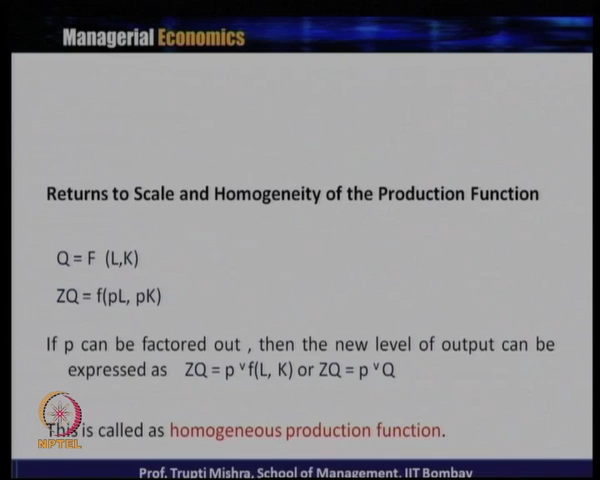 Managerial Economics
Returns to Scale and Homogeneity of the Production Function
Q = F (L,K)
ZQ = f(pL, pK)
If p can be factored out , then the new level of output can be
expressed as ZQ = p ᵛ f(L, K) or ZQ = p ᵛ Q
This is called as homogeneous production function.
NPTEL
Prof. Trupti Mishra, School of Management, IIT Bombay